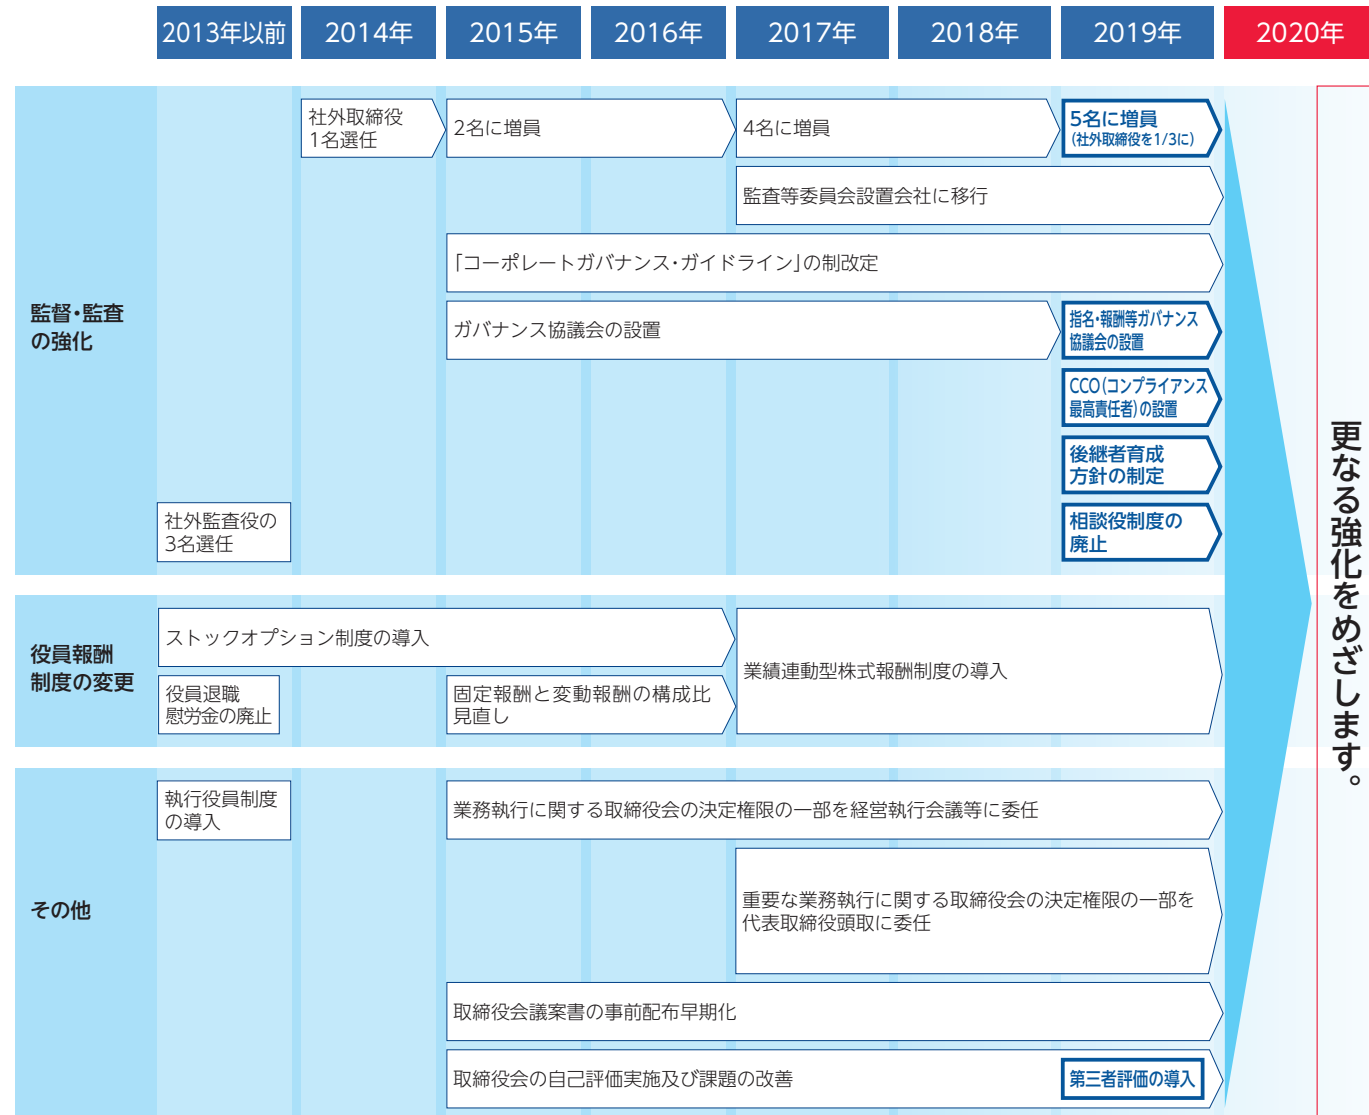 2013年以前
2014年
2015年
2016年
2017年
2018年
2019年
2020年
監督・監査
の強化
社外取締役
1名選任
2名に増員
4名に増員
5名に増員
(社外取締役を1/3に)
監査等委員会設置会社に移行
「コーポレートガバナンス・ガイドライン」の制改定
ガバナンス協議会の設置
指名・報酬等ガバナンス
協議会の設置
CCO(コンプライアンス
最高責任者)の設置
後継者育成
方針の制定
社外監査役の
3名選任
相談役制度の
廃止
役員報酬
制度の変更
ストックオプション制度の導入
業績連動型株式報酬制度の導入
役員退職
慰労金の廃止
固定報酬と変動報酬の構成比
見直し
その他
執行役員制度
の導入
業務執行に関する取締役会の決定権限の一部を経営執行会議等に委任
重要な業務執行に関する取締役会の決定権限の一部を
代表取締役頭取に委任
取締役会議案書の事前配布早期化
取締役会の自己評価実施及び課題の改善
第三者評価の導入
更なる強化をめざします。